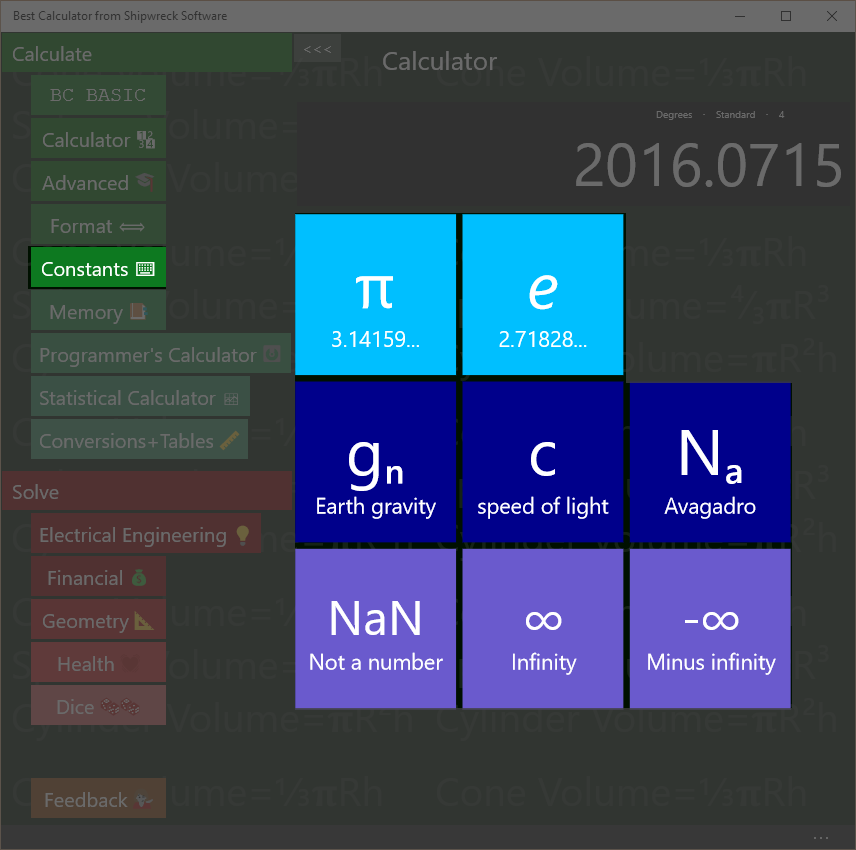 Best Calculator from Shipwreck Software
Calculate
<<<
Calculator
BC BASIC
Calculator
Advanced
Format
Constants
Memory
Programmer's Calculator
Statistical Calculator
Conversions+Tables
Solve
Electrical Engineering
Financial
Geometry
Health
Dice
Feedback
Degrees · Standard · 4
2016.0715
π
3.14159...
e
2.71828...
gn
Earth gravity
c
speed of light
Na
Avagadro
NaN
Not a number
∞
Infinity
-∞
Minus infinity
Cone Volume=⅓πRh
Cylinder Volume=πR²h
Cone Volume=⅓πRh
...